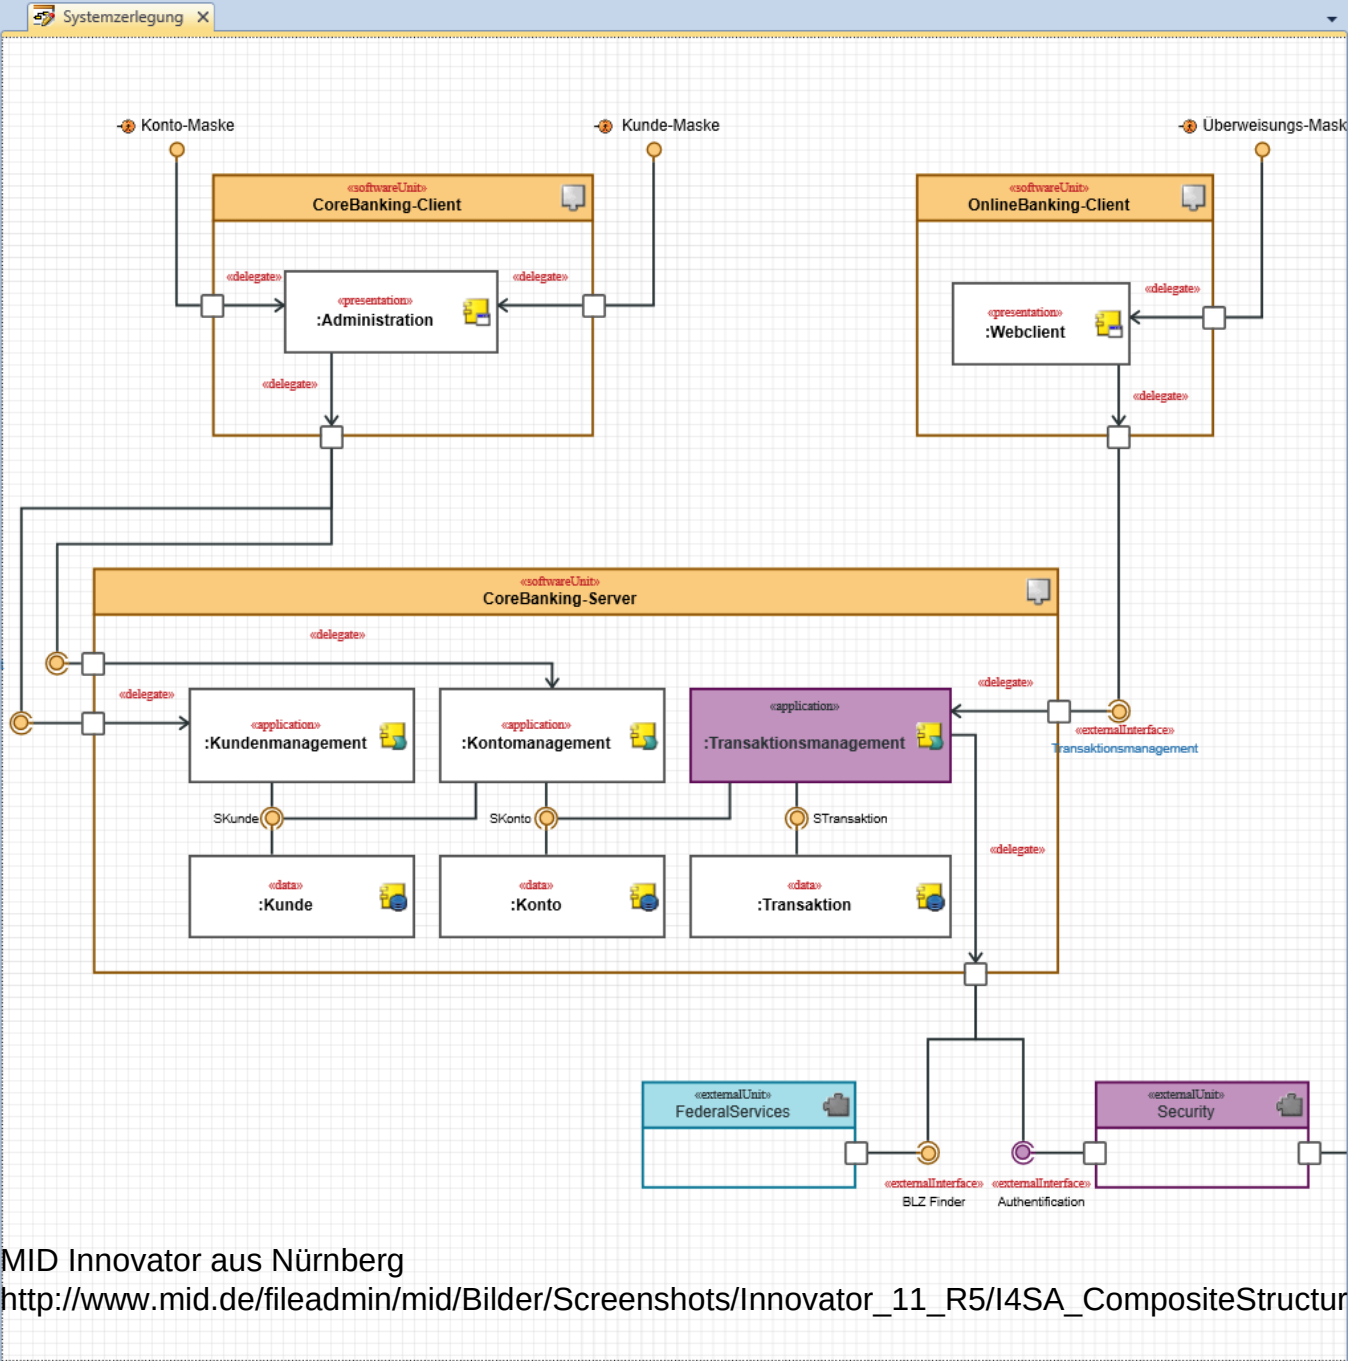 Systemzerlegung
Konto-Maske
Kunde-Maske
Überweisungs-Mask
«softwareUnit»
CoreBanking-Client
«softwareUnit»
OnlineBanking-Client
«delegate»
«delegate»
«presentation»
:Administration
«delegate»
«presentation»
:Webclient
«delegate»
«delegate»
«softwareUnit»
CoreBanking-Server
«delegate»
«delegate»
«delegate»
«application»
:Kundenmanagement
«application»
:Kontomanagement
«application»
:Transaktionsmanagement
«externalInterface»
Transaktionsmanagement
SKunde
SKonto
STransaktion
«delegate»
«data»
:Kunde
«data»
:Konto
«data»
:Transaktion
«externalUnit»
FederalServices
«externalUnit»
Security
«externalInterface»
BLZ Finder
«externalInterface»
Authentification
MID Innovator aus Nürnberg
http://www.mid.de/fileadmin/mid/Bilder/Screenshots/Innovator_11_R5/I4SA_CompositeStructur